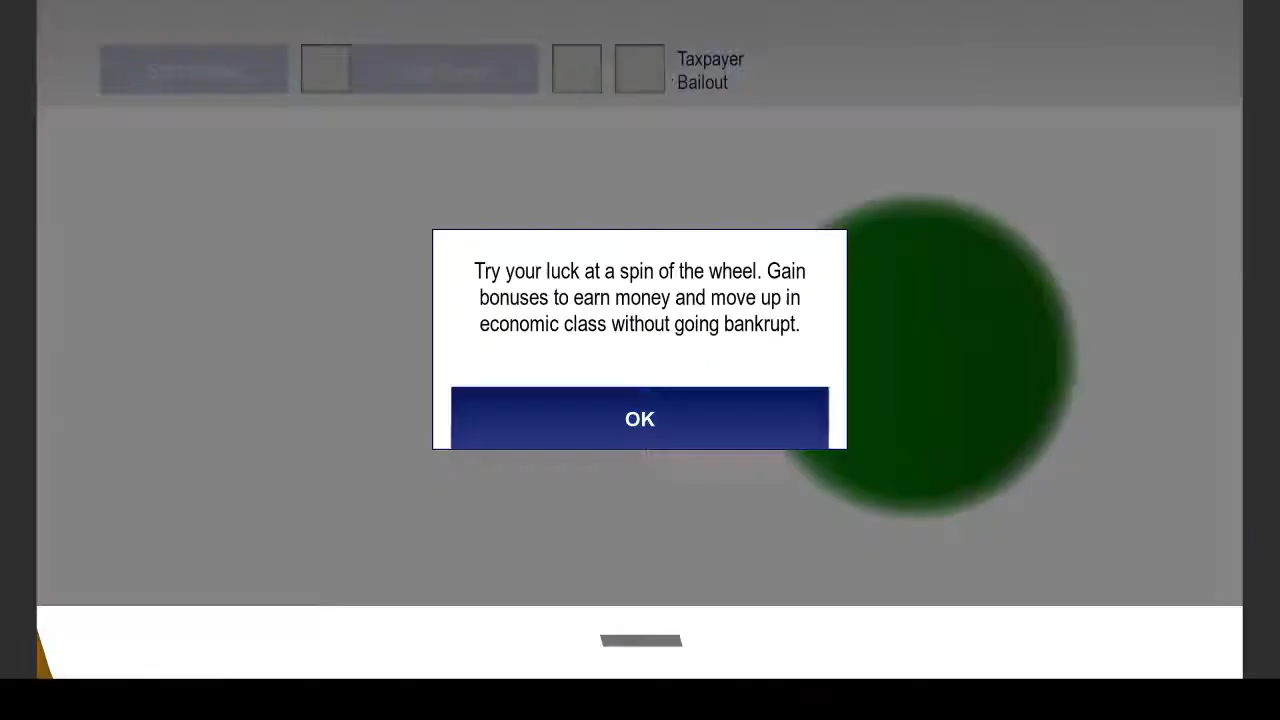 Taxpayer
Bailout
Try your luck at a spin of the wheel. Gain
bonuses to earn money and move up in
economic class without going bankrupt.
OK